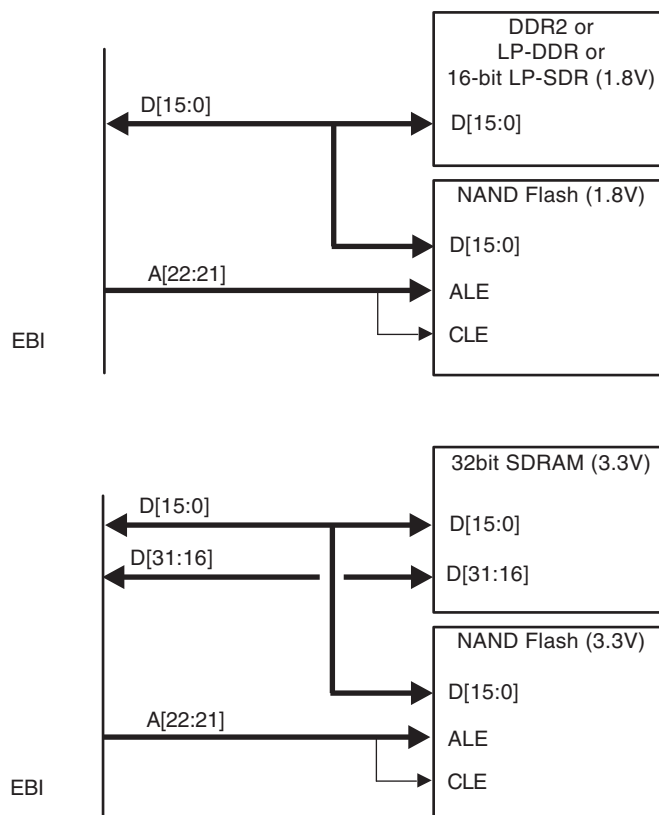 DDR2 or
LP-DDR or
16-bit LP-SDR (1.8V)
D[15:0]
D[15:0]
NAND Flash (1.8V)
D[15:0]
A[22:21]
ALE
EBI
CLE
32bit SDRAM (3.3V)
D[15:0]
D[15:0]
D[31:16]
D[31:16]
NAND Flash (3.3V)
D[15:0]
A[22:21]
ALE
EBI
CLE